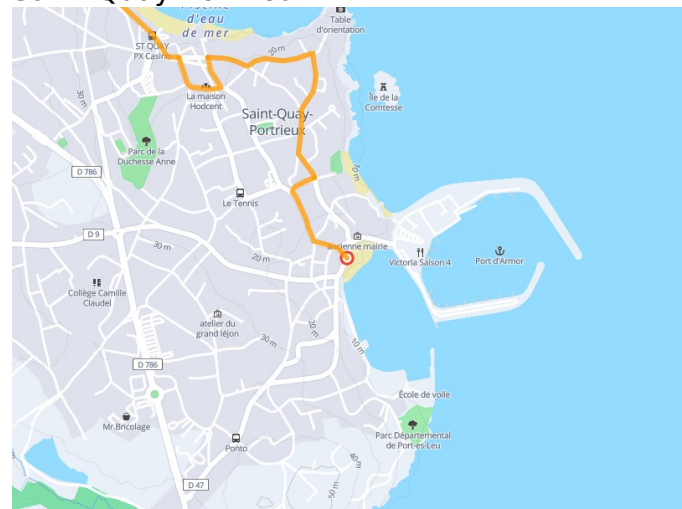 d'eau
de mer
Table
d'orientation
ST QUAY
PX Casino
20 m
30 m
La maison
Hodcent
Île de la
Comtesse
Saint-Quay-
Portrieux
Parc de la
Duchesse Anne
D 786
10 m
Le Tennis
D 9
30 m
20 m
ancienne mairie
Victoria Saison 4
Port d'Armor
Collège Camille
Claudel
atelier du
grand léjon
20 m
30 m
10 m
D 786
École de voile
Mr.Bricolage
Ponto
Parc Départemental
de Port-es-Leu
D 47
40 m
50 m